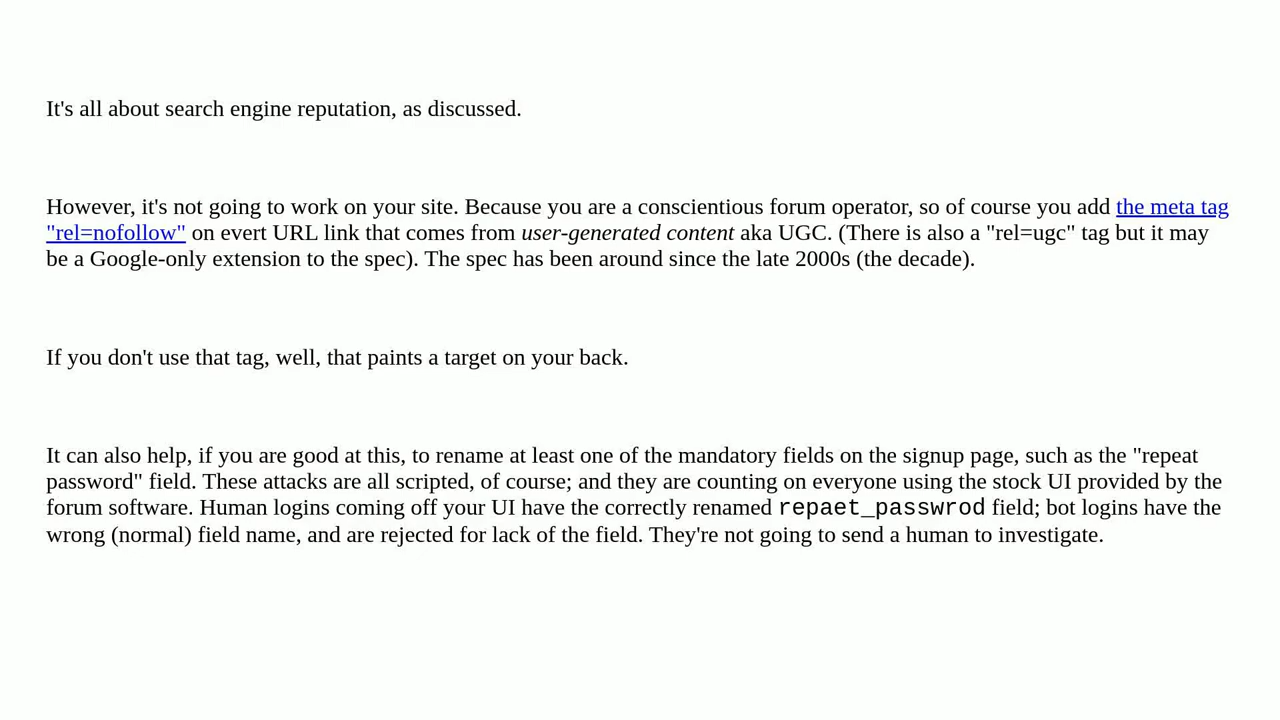 It's all about search engine reputation, as discussed.
However, it's not going to work on your site. Because you are a conscientious forum operator, so of course you add the meta tag
"rel=nofollow" on evert URL link that comes from user-generated content aka UGC. (There is also a "rel=ugc" tag but it may
be a Google-only extension to the spec). The spec has been around since the late 2000s (the decade).
If you don't use that tag, well, that paints a target on your back.
It can also help, if you are good at this, to rename at least one of the mandatory fields on the signup page, such as the "repeat
password" field. These attacks are all scripted, of course; and they are counting on everyone using the stock UI provided by the
forum software. Human logins coming off your UI have the correctly renamed repaet_passwrod field; bot logins have the
wrong (normal) field name, and are rejected for lack of the field. They're not going to send a human to investigate.